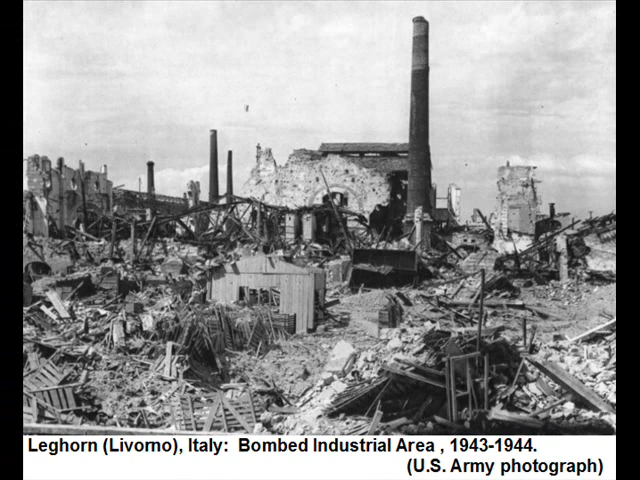 Leghorn (Livorno), Italy:  Bombed Industrial Area , 1943-1944.
(U.S. Army photograph)